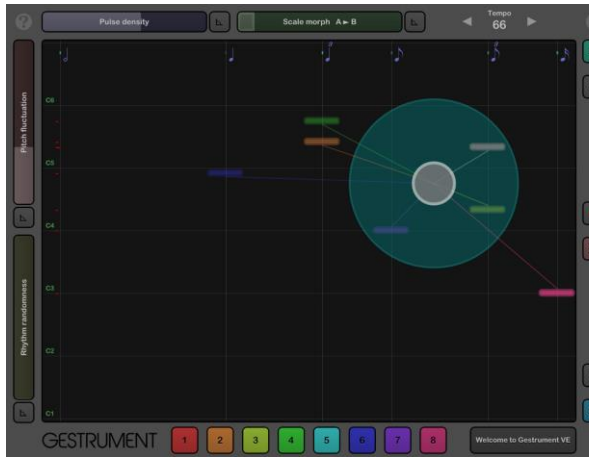 ?
Pulse density
Scale morph A ► B
Tempo
◄ 66 ►
Pitch fluctuation
Rhythm randomness
C6
C5
C4
C3
C2
C1
GESTRUMENT
1 2 3 4 5 6 7 8
Welcome to Gestrument VE